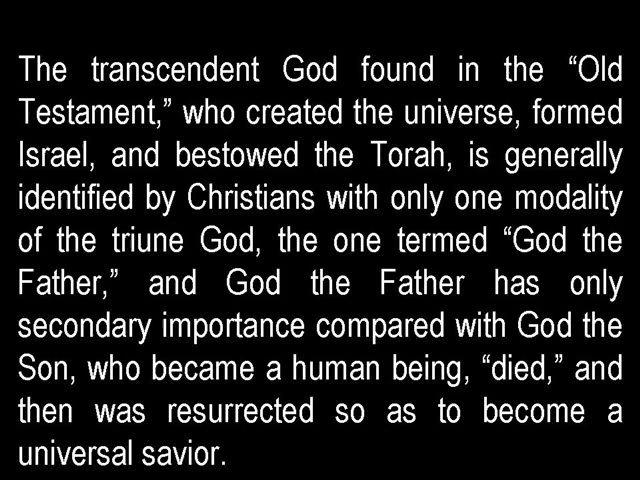 The transcendent God found in the “Old
Testament,” who created the universe, formed
Israel, and bestowed the Torah, is generally
identified by Christians with only one modality
of the triune God, the one termed “God the
Father,” and God the Father has only
secondary importance compared with God the
Son, who became a human being, “died,” and
then was resurrected so as to become a
universal savior.